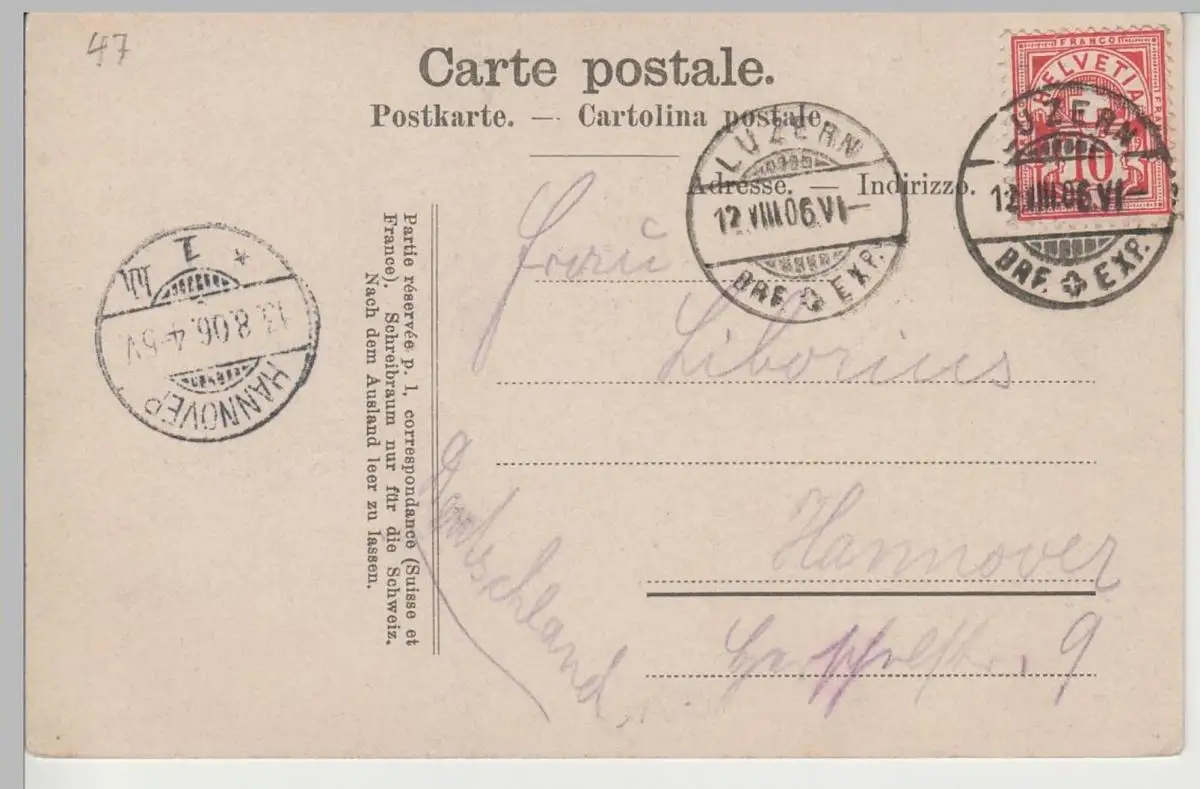 47
Carte postale.
Postkarte. — Cartolina postale.
Adresse. — Indirizzo.
FRANCO
HELVETIA
10
LUZERN
12.VIII.06.VI—
BRF. EXP.
LUZERN
12.VIII.06.VI—
BRF. EXP.
HANNOVER
13.8.06.4-5V.
1
Partie réservée p. l. correspondance (Suisse et
France). Schreibraum nur für die Schweiz.
Nach dem Ausland leer zu lassen.
Frau
Liborius
Hannover
9
Deutschland